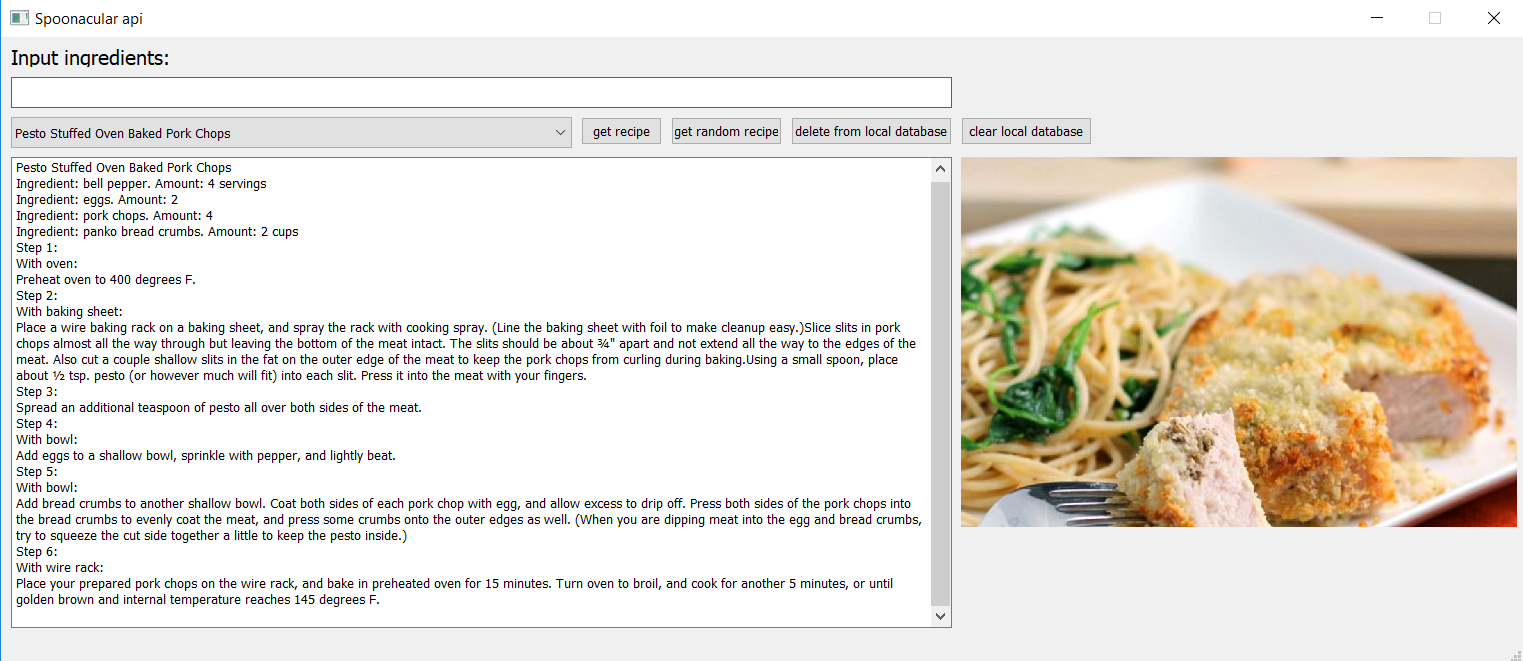 Spoonacular api
Input ingredients:
Pesto Stuffed Oven Baked Pork Chops
get recipe
get random recipe
delete from local database
clear local database
Pesto Stuffed Oven Baked Pork Chops
Ingredient: bell pepper. Amount: 4 servings
Ingredient: eggs. Amount: 2
Ingredient: pork chops. Amount: 4
Ingredient: panko bread crumbs. Amount: 2 cups
Step 1:
With oven:
Preheat oven to 400 degrees F.
Step 2:
With baking sheet:
Place a wire baking rack on a baking sheet, and spray the rack with cooking spray. (Line the baking sheet with foil to make cleanup easy.)Slice slits in pork
chops almost all the way through but leaving the bottom of the meat intact. The slits should be about ¾" apart and not extend all the way to the edges of the
meat. Also cut a couple shallow slits in the fat on the outer edge of the meat to keep the pork chops from curling during baking.Using a small spoon, place
about ½ tsp. pesto (or however much will fit) into each slit. Press it into the meat with your fingers.
Step 3:
Spread an additional teaspoon of pesto all over both sides of the meat.
Step 4:
With bowl:
Add eggs to a shallow bowl, sprinkle with pepper, and lightly beat.
Step 5:
With bowl:
Add bread crumbs to another shallow bowl. Coat both sides of each pork chop with egg, and allow excess to drip off. Press both sides of the pork chops into
the bread crumbs to evenly coat the meat, and press some crumbs onto the outer edges as well. (When you are dipping meat into the egg and bread crumbs,
try to squeeze the cut side together a little to keep the pesto inside.)
Step 6:
With wire rack:
Place your prepared pork chops on the wire rack, and bake in preheated oven for 15 minutes. Turn oven to broil, and cook for another 5 minutes, or until
golden brown and internal temperature reaches 145 degrees F.